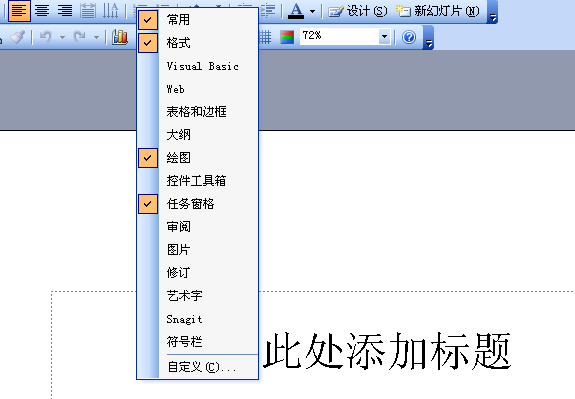 A 设计(S) 新幻灯片(N)
72%
常用
格式
Visual Basic
Web
表格和边框
大纲
绘图
控件工具箱
任务窗格
审阅
图片
修订
艺术字
Snagit
符号栏
自定义(C)...
此处添加标题